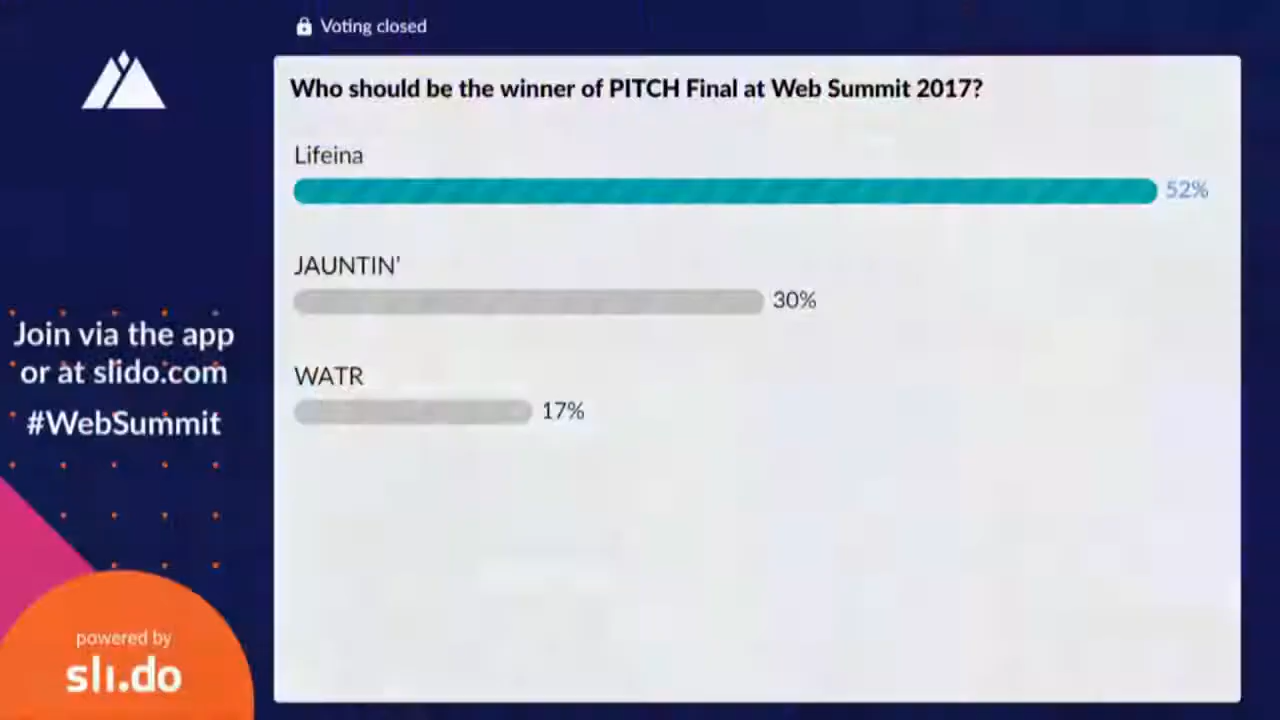 Voting closed
Who should be the winner of PITCH Final at Web Summit 2017?
Lifeina
52%
JAUNTIN'
30%
WATR
17%
Join via the app
or at slido.com
#WebSummit
powered by
sli.do